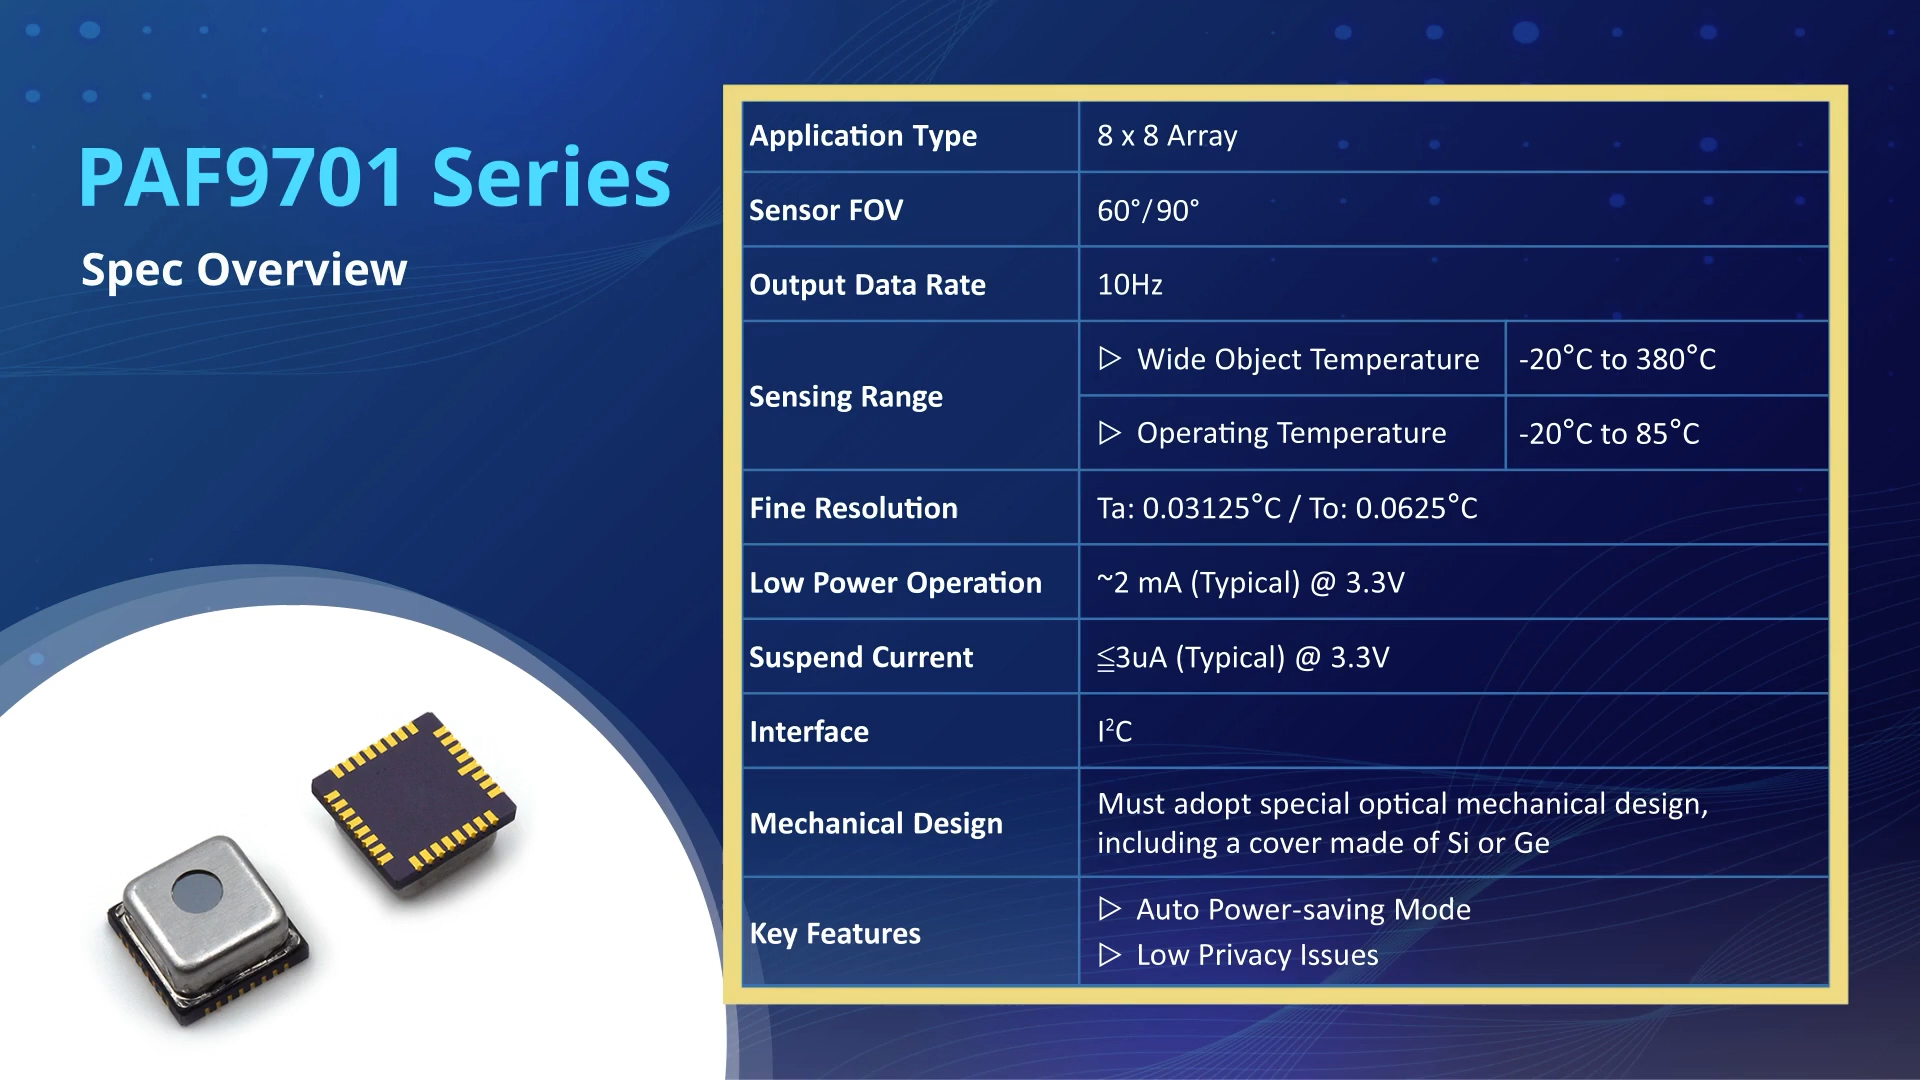 PAF9701 Series
Spec Overview
Application Type 8 x 8 Array
Sensor FOV 60°/90°
Output Data Rate 10Hz
Sensing Range
▷ Wide Object Temperature -20°C to 380°C
▷ Operating Temperature -20°C to 85°C
Fine Resolution Ta: 0.03125°C / To: 0.0625°C
Low Power Operation ~2 mA (Typical) @ 3.3V
Suspend Current ≦3uA (Typical) @ 3.3V
Interface I²C
Mechanical Design Must adopt special optical mechanical design,
including a cover made of Si or Ge
Key Features
▷ Auto Power-saving Mode
▷ Low Privacy Issues